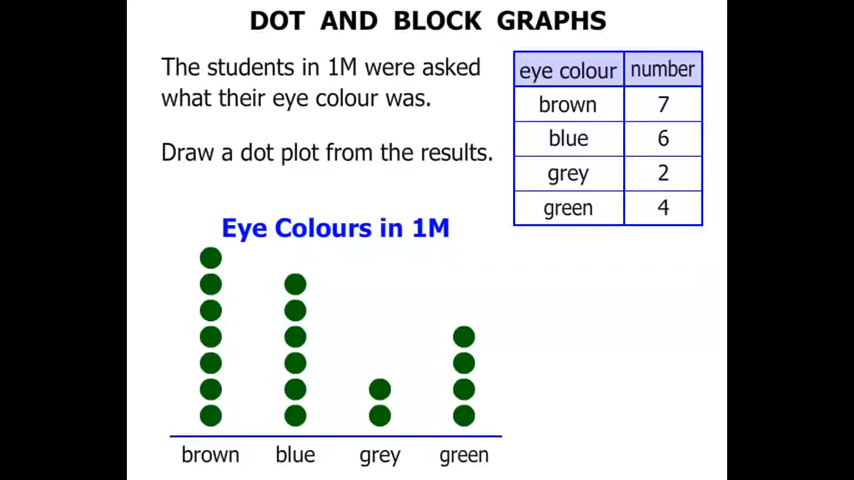 DOT AND BLOCK GRAPHS
The students in 1M were asked
what their eye colour was.
Draw a dot plot from the results.
eye colour number
brown 7
blue 6
grey 2
green 4
Eye Colours in 1M
brown blue grey green